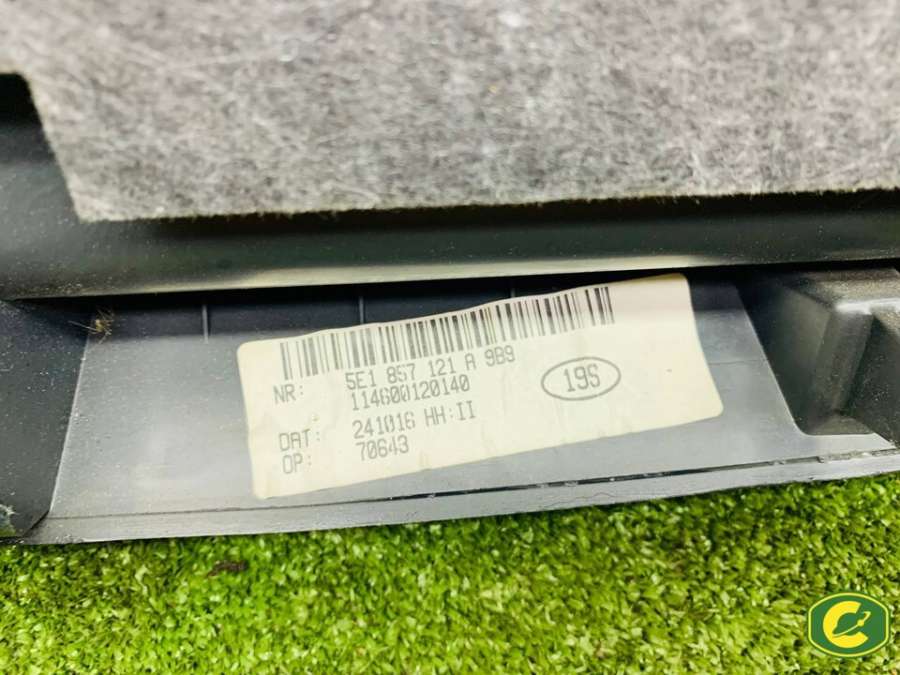 NR: 5E1 857 121 A 9B9
114600120140
DAT: 241016 HH:II
OP: 70643
19S
C